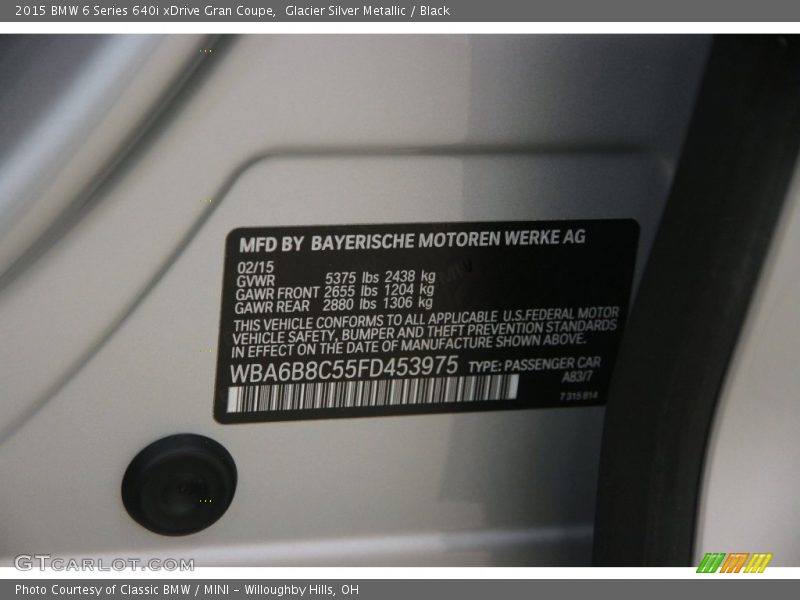 2015 BMW 6 Series 640i xDrive Gran Coupe, Glacier Silver Metallic / Black
MFD BY BAYERISCHE MOTOREN WERKE AG
02/15
GVWR 5375 lbs 2438 kg
GAWR FRONT 2655 lbs 1204 kg
GAWR REAR 2880 lbs 1306 kg
THIS VEHICLE CONFORMS TO ALL APPLICABLE U.S.FEDERAL MOTOR
VEHICLE SAFETY, BUMPER AND THEFT PREVENTION STANDARDS
IN EFFECT ON THE DATE OF MANUFACTURE SHOWN ABOVE.
WBA6B8C55FD453975 TYPE: PASSENGER CAR
A83/7
7 315 814
GTCARLOT.COM
Photo Courtesy of Classic BMW / MINI - Willoughby Hills, OH